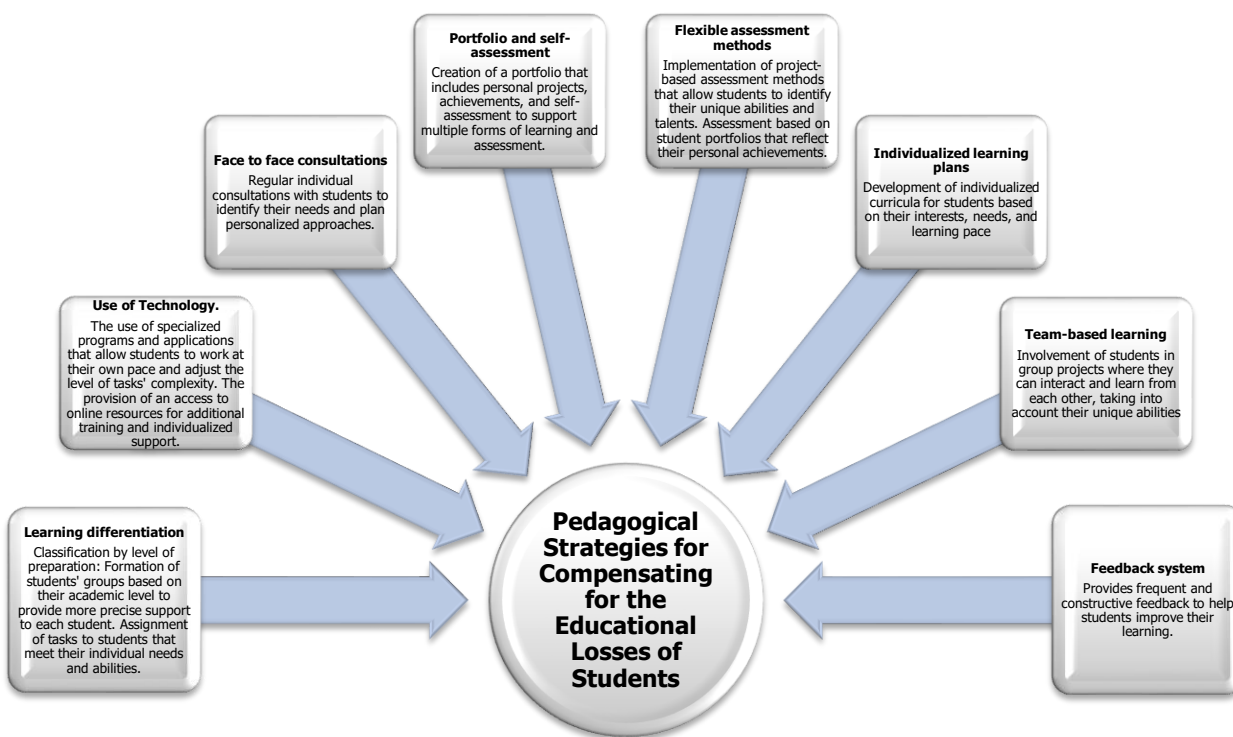 Portfolio and self-
assessment
Creation of a portfolio that
includes personal projects,
achievements, and self-
assessment to support
multiple forms of learning and
assessment.
Flexible assessment
methods
Implementation of project-
based assessment methods
that allow students to identify
their unique abilities and
talents. Assessment based on
student portfolios that reflect
their personal achievements.
Face to face consultations
Regular individual
consultations with students to
identify their needs and plan
personalized approaches.
Individualized learning
plans
Development of individualized
curricula for students based
on their interests, needs, and
learning pace
Use of Technology.
The use of specialized
programs and applications
that allow students to work at
their own pace and adjust the
level of tasks' complexity. The
provision of an access to
online resources for additional
training and individualized
support.
Team-based learning
Involvement of students in
group projects where they
can interact and learn from
each other, taking into
account their unique abilities
Learning differentiation
Classification by level of
preparation: Formation of
students' groups based on
their academic level to
provide more precise support
to each student. Assignment
of tasks to students that
meet their individual needs
and abilities.
Feedback system
Provides frequent and
constructive feedback to help
students improve their
learning.
Pedagogical
Strategies for
Compensating
for the
Educational
Losses of
Students